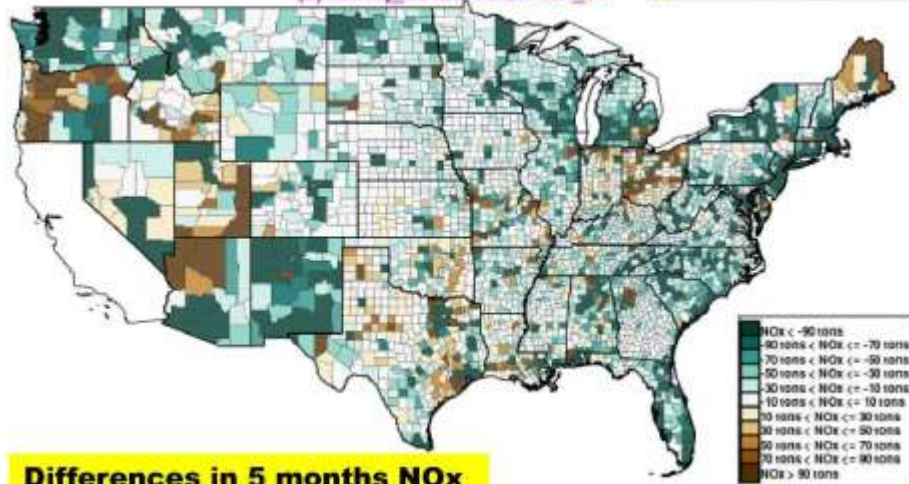 NOx < -90 tons
-90 tons < NOx <= -70 tons
-70 tons < NOx <= -50 tons
-50 tons < NOx <= -30 tons
-30 tons < NOx <= -10 tons
-10 tons < NOx <= 10 tons
10 tons < NOx <= 30 tons
30 tons < NOx <= 50 tons
50 tons < NOx <= 70 tons
70 tons < NOx <= 90 tons
NOx > 90 tons
Differences in 5 months NOx